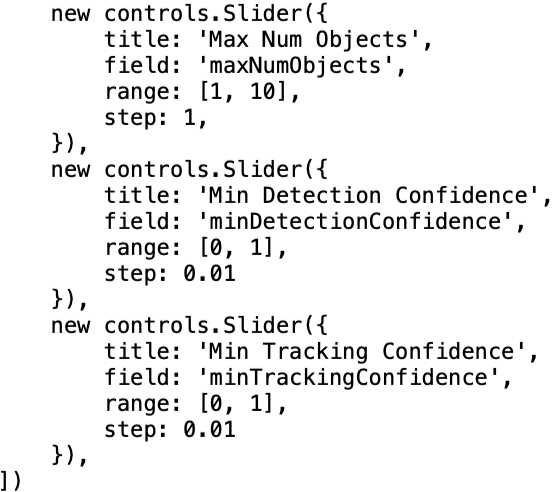 new controls.Slider({
        title: 'Max Num Objects',
        field: 'maxNumObjects',
        range: [1, 10],
        step: 1,
    }),
    new controls.Slider({
        title: 'Min Detection Confidence',
        field: 'minDetectionConfidence',
        range: [0, 1],
        step: 0.01
    }),
    new controls.Slider({
        title: 'Min Tracking Confidence',
        field: 'minTrackingConfidence',
        range: [0, 1],
        step: 0.01
    }),
])